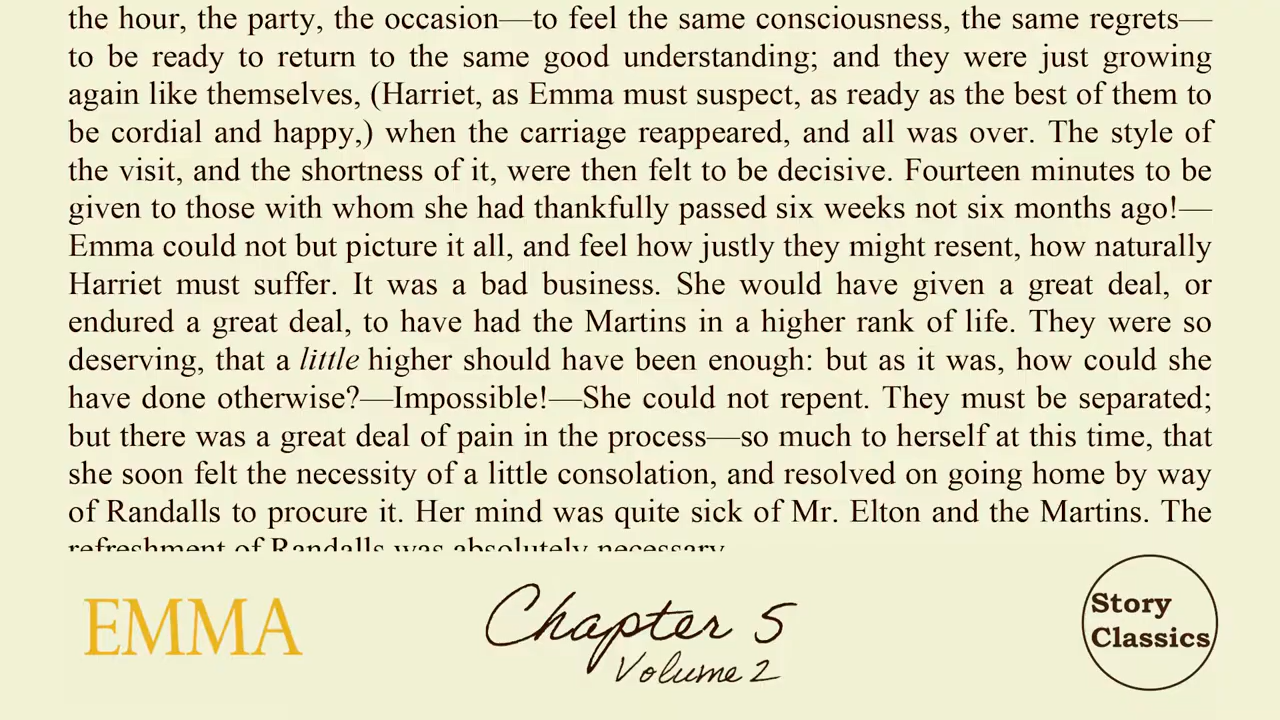 the hour, the party, the occasion—to feel the same consciousness, the same regrets—
to be ready to return to the same good understanding; and they were just growing
again like themselves, (Harriet, as Emma must suspect, as ready as the best of them to
be cordial and happy,) when the carriage reappeared, and all was over. The style of
the visit, and the shortness of it, were then felt to be decisive. Fourteen minutes to be
given to those with whom she had thankfully passed six weeks not six months ago!—
Emma could not but picture it all, and feel how justly they might resent, how naturally
Harriet must suffer. It was a bad business. She would have given a great deal, or
endured a great deal, to have had the Martins in a higher rank of life. They were so
deserving, that a little higher should have been enough: but as it was, how could she
have done otherwise?—Impossible!—She could not repent. They must be separated;
but there was a great deal of pain in the process—so much to herself at this time, that
she soon felt the necessity of a little consolation, and resolved on going home by way
of Randalls to procure it. Her mind was quite sick of Mr. Elton and the Martins. The
refreshment of Randalls was absolutely necessary.
EMMA
Chapter 5
Volume 2
Story
Classics